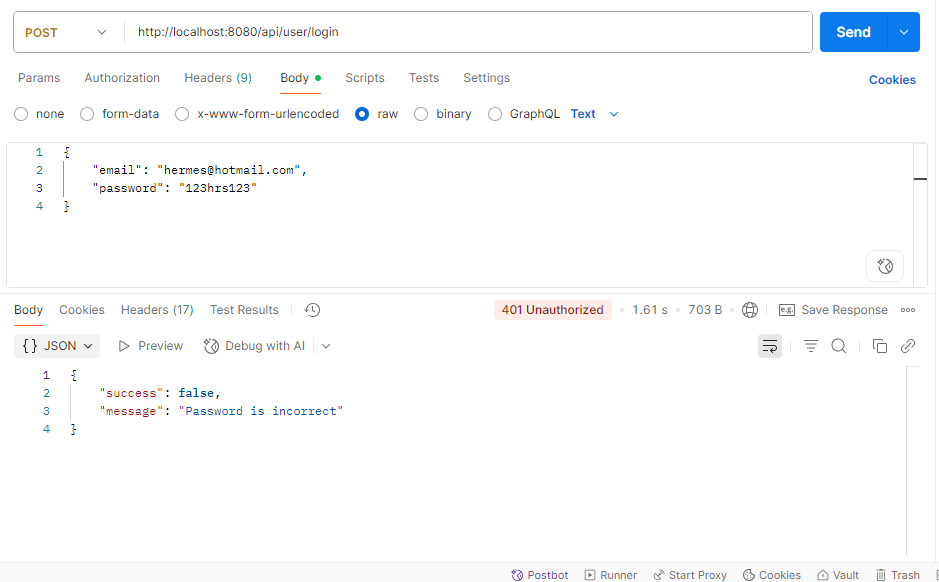 POST http://localhost:8080/api/user/login Send
Params Authorization Headers (9) Body Scripts Tests Settings Cookies
none form-data x-www-form-urlencoded raw binary GraphQL Text
1 {
2 "email": "hermes@hotmail.com",
3 "password": "123hrs123"
4 }
Body Cookies Headers (17) Test Results 401 Unauthorized • 1.61 s • 703 B • e.g. Save Response
{} JSON Preview Debug with AI
1 {
2 "success": false,
3 "message": "Password is incorrect"
4 }
Postbot Runner Start Proxy Cookies Vault Trash